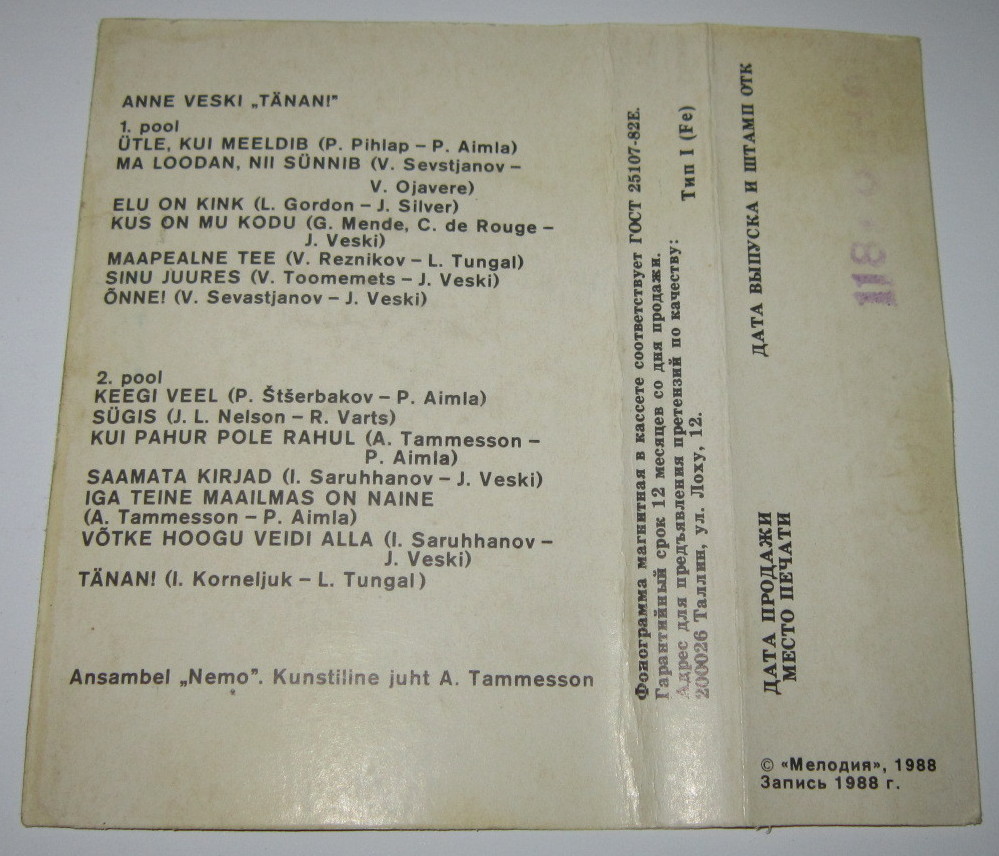 ANNE VESKI „TÄNAN!"
1. pool
ÜTLE, KUI MEELDIB (P. Pihlap – P. Aimla)
MA LOODAN, NII SÜNNIB (V. Sevstjanov –
V. Ojavere)
ELU ON KINK (L. Gordon – J. Silver)
KUS ON MU KODU (G. Mende, C. de Rouge –
J. Veski)
MAAPEALNE TEE (V. Reznikov – L. Tungal)
SINU JUURES (V. Toomemets – J. Veski)
ÕNNE! (V. Sevastjanov – J. Veski)
2. pool
KEEGI VEEL (P. Štšerbakov – P. Aimla)
SÜGIS (J. L. Nelson – R. Varts)
KUI PAHUR POLE RAHUL (A. Tammesson –
P. Aimla)
SAAMATA KIRJAD (I. Saruhhanov – J. Veski)
IGA TEINE MAAILMAS ON NAINE
(A. Tammesson – P. Aimla)
VÕTKE HOOGU VEIDI ALLA (I. Saruhhanov –
J. Veski)
TÄNAN! (I. Korneljuk – L. Tungal)
Ansambel „Nemo". Kunstiline juht A. Tammesson
Фонограмма магнитная в кассете соответствует ГОСТ 25107-82Е.
Гарантийный срок 12 месяцев со дня продажи.
Адрес для предъявления претензий по качеству: Тип I (Fe)
200026 Таллин, ул. Лоху, 12.
ДАТА ВЫПУСКА И ШТАМП ОТК
ДАТА ПРОДАЖИ
МЕСТО ПЕЧАТИ
118
© «Мелодия», 1988
Запись 1988 г.